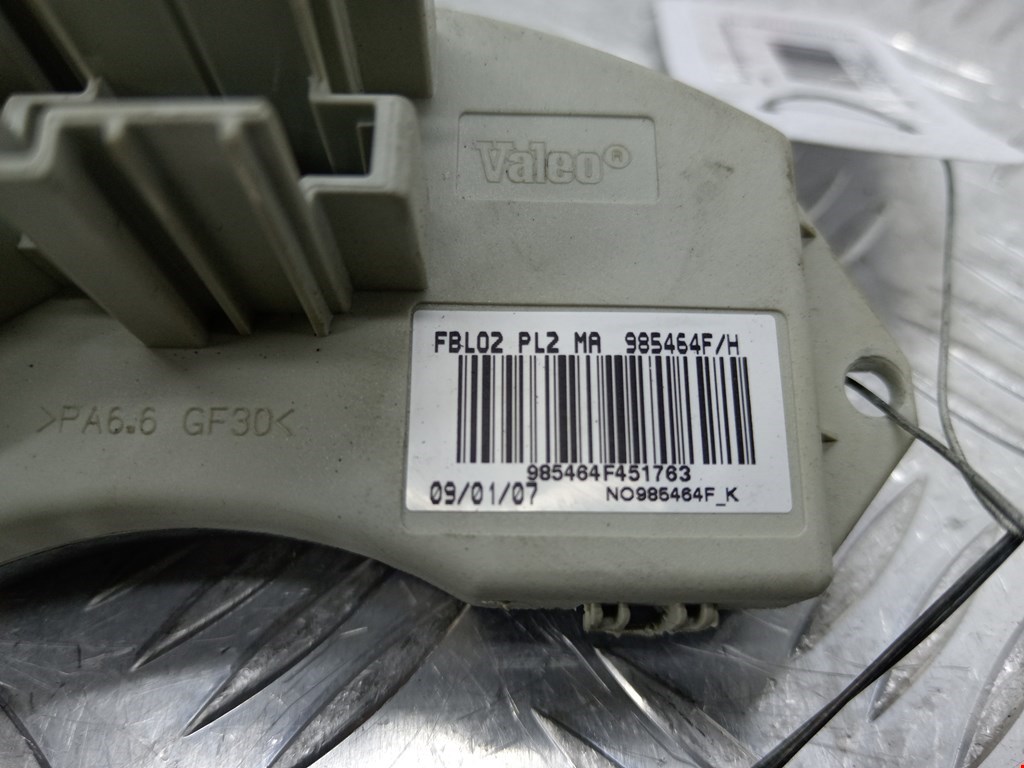 Valeo®
FBL02 PL2 MA 985464F/H
>PA6.6 GF30<
985464F451763
09/01/07 NO985464F_K